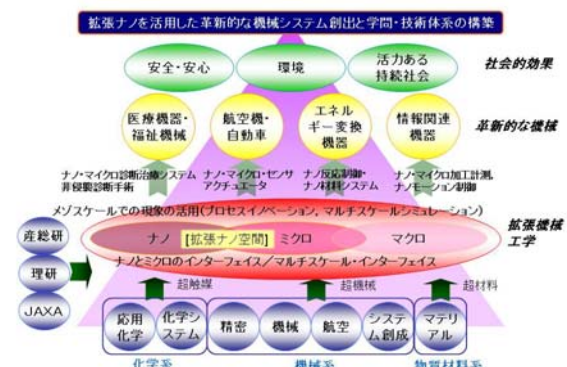 拡張ナノを活用した革新的な機械システム創出と学問・技術体系の構築
安全・安心
環境
活力ある
持続社会
社会的効果
医療機器・
福祉機械
航空機・
自動車
エネル
ギー変換
機器
情報関連
機器
革新的な機械
ナノ・マイクロ診断治療システム
非侵襲診断手術
ナノ・マイクロ・センサ
アクチュエータ
ナノ反応制御・
ナノ材料システム
ナノ・マイクロ加工計測,
ナノモーション制御
メゾスケールでの現象の活用(プロセスイノベーション, マルチスケールシミュレーション)
ナノ
[拡張ナノ空間]
ミクロ
マクロ
ナノとミクロのインターフェイス/マルチスケール・インターフェイス
拡張機械
工学
産総研
理研
JAXA
超触媒
超機械
超材料
応用
化学
化学シ
ステム
精密
機械
航空
システ
ム創成
マテリ
アル
化学系
機械系
物質材料系